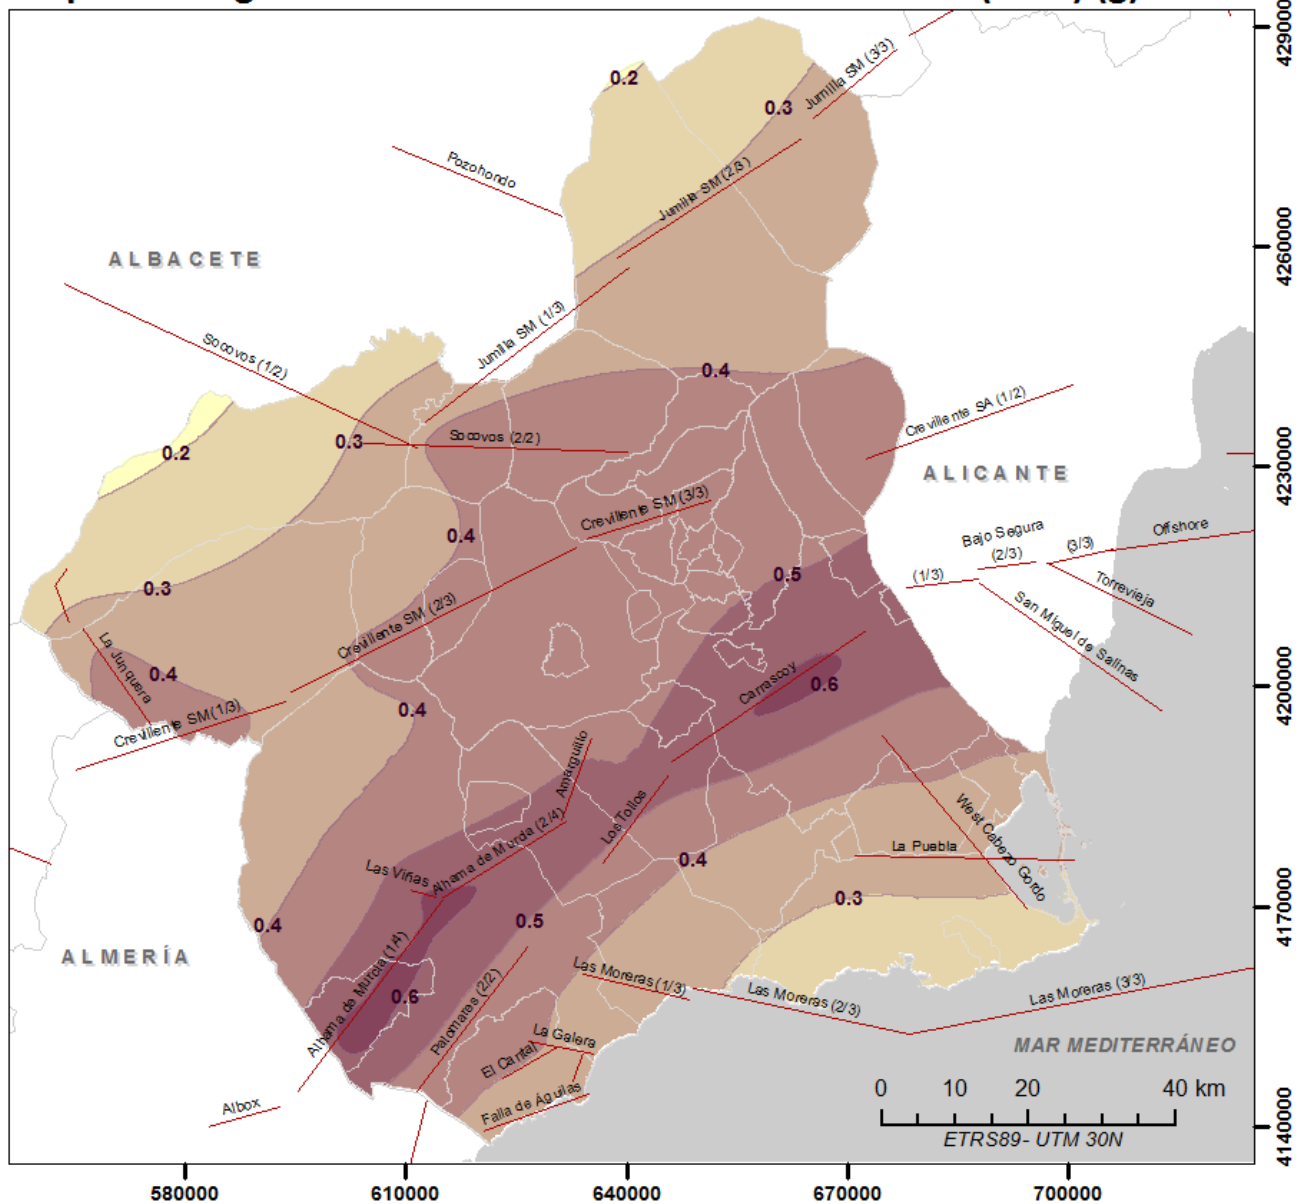 0.2
0.3
Jumilla SM (3/3)
4290000
Pozohondo
Jumilla SM (2/3)
ALBACETE
4260000
Socovos (1/2)
Jumilla SM (1/3)
0.4
0.3
Socovos (2/2)
Crevillente SA (1/2)
0.2
ALICANTE
4230000
Crevillente SM (3/3)
0.4
Bajo Segura
Offshore
(2/3)
(3/3)
(1/3)
0.3
0.5
Torrevieja
San Miguel de Salinas
Crevillente SM (2/3)
La Junquera
0.4
Carrascoy
0.6
4200000
0.4
Crevillente SM (1/3)
Amarguillo
Los Tollos
West Cabezo Gordo
Alhama de Murcia (2/4)
La Puebla
Las Viñas
0.4
0.3
0.4
0.5
4170000
ALMERÍA
Alhama de Murcia (1/4)
0.6
Palomares (2/2)
Las Moreras (1/3)
Las Moreras (2/3)
Las Moreras (3/3)
La Galera
MAR MEDITERRÁNEO
El Cantal
0 10 20 40 km
Albox
Falla de Águilas
ETRS89- UTM 30N
4140000
580000 610000 640000 670000 700000